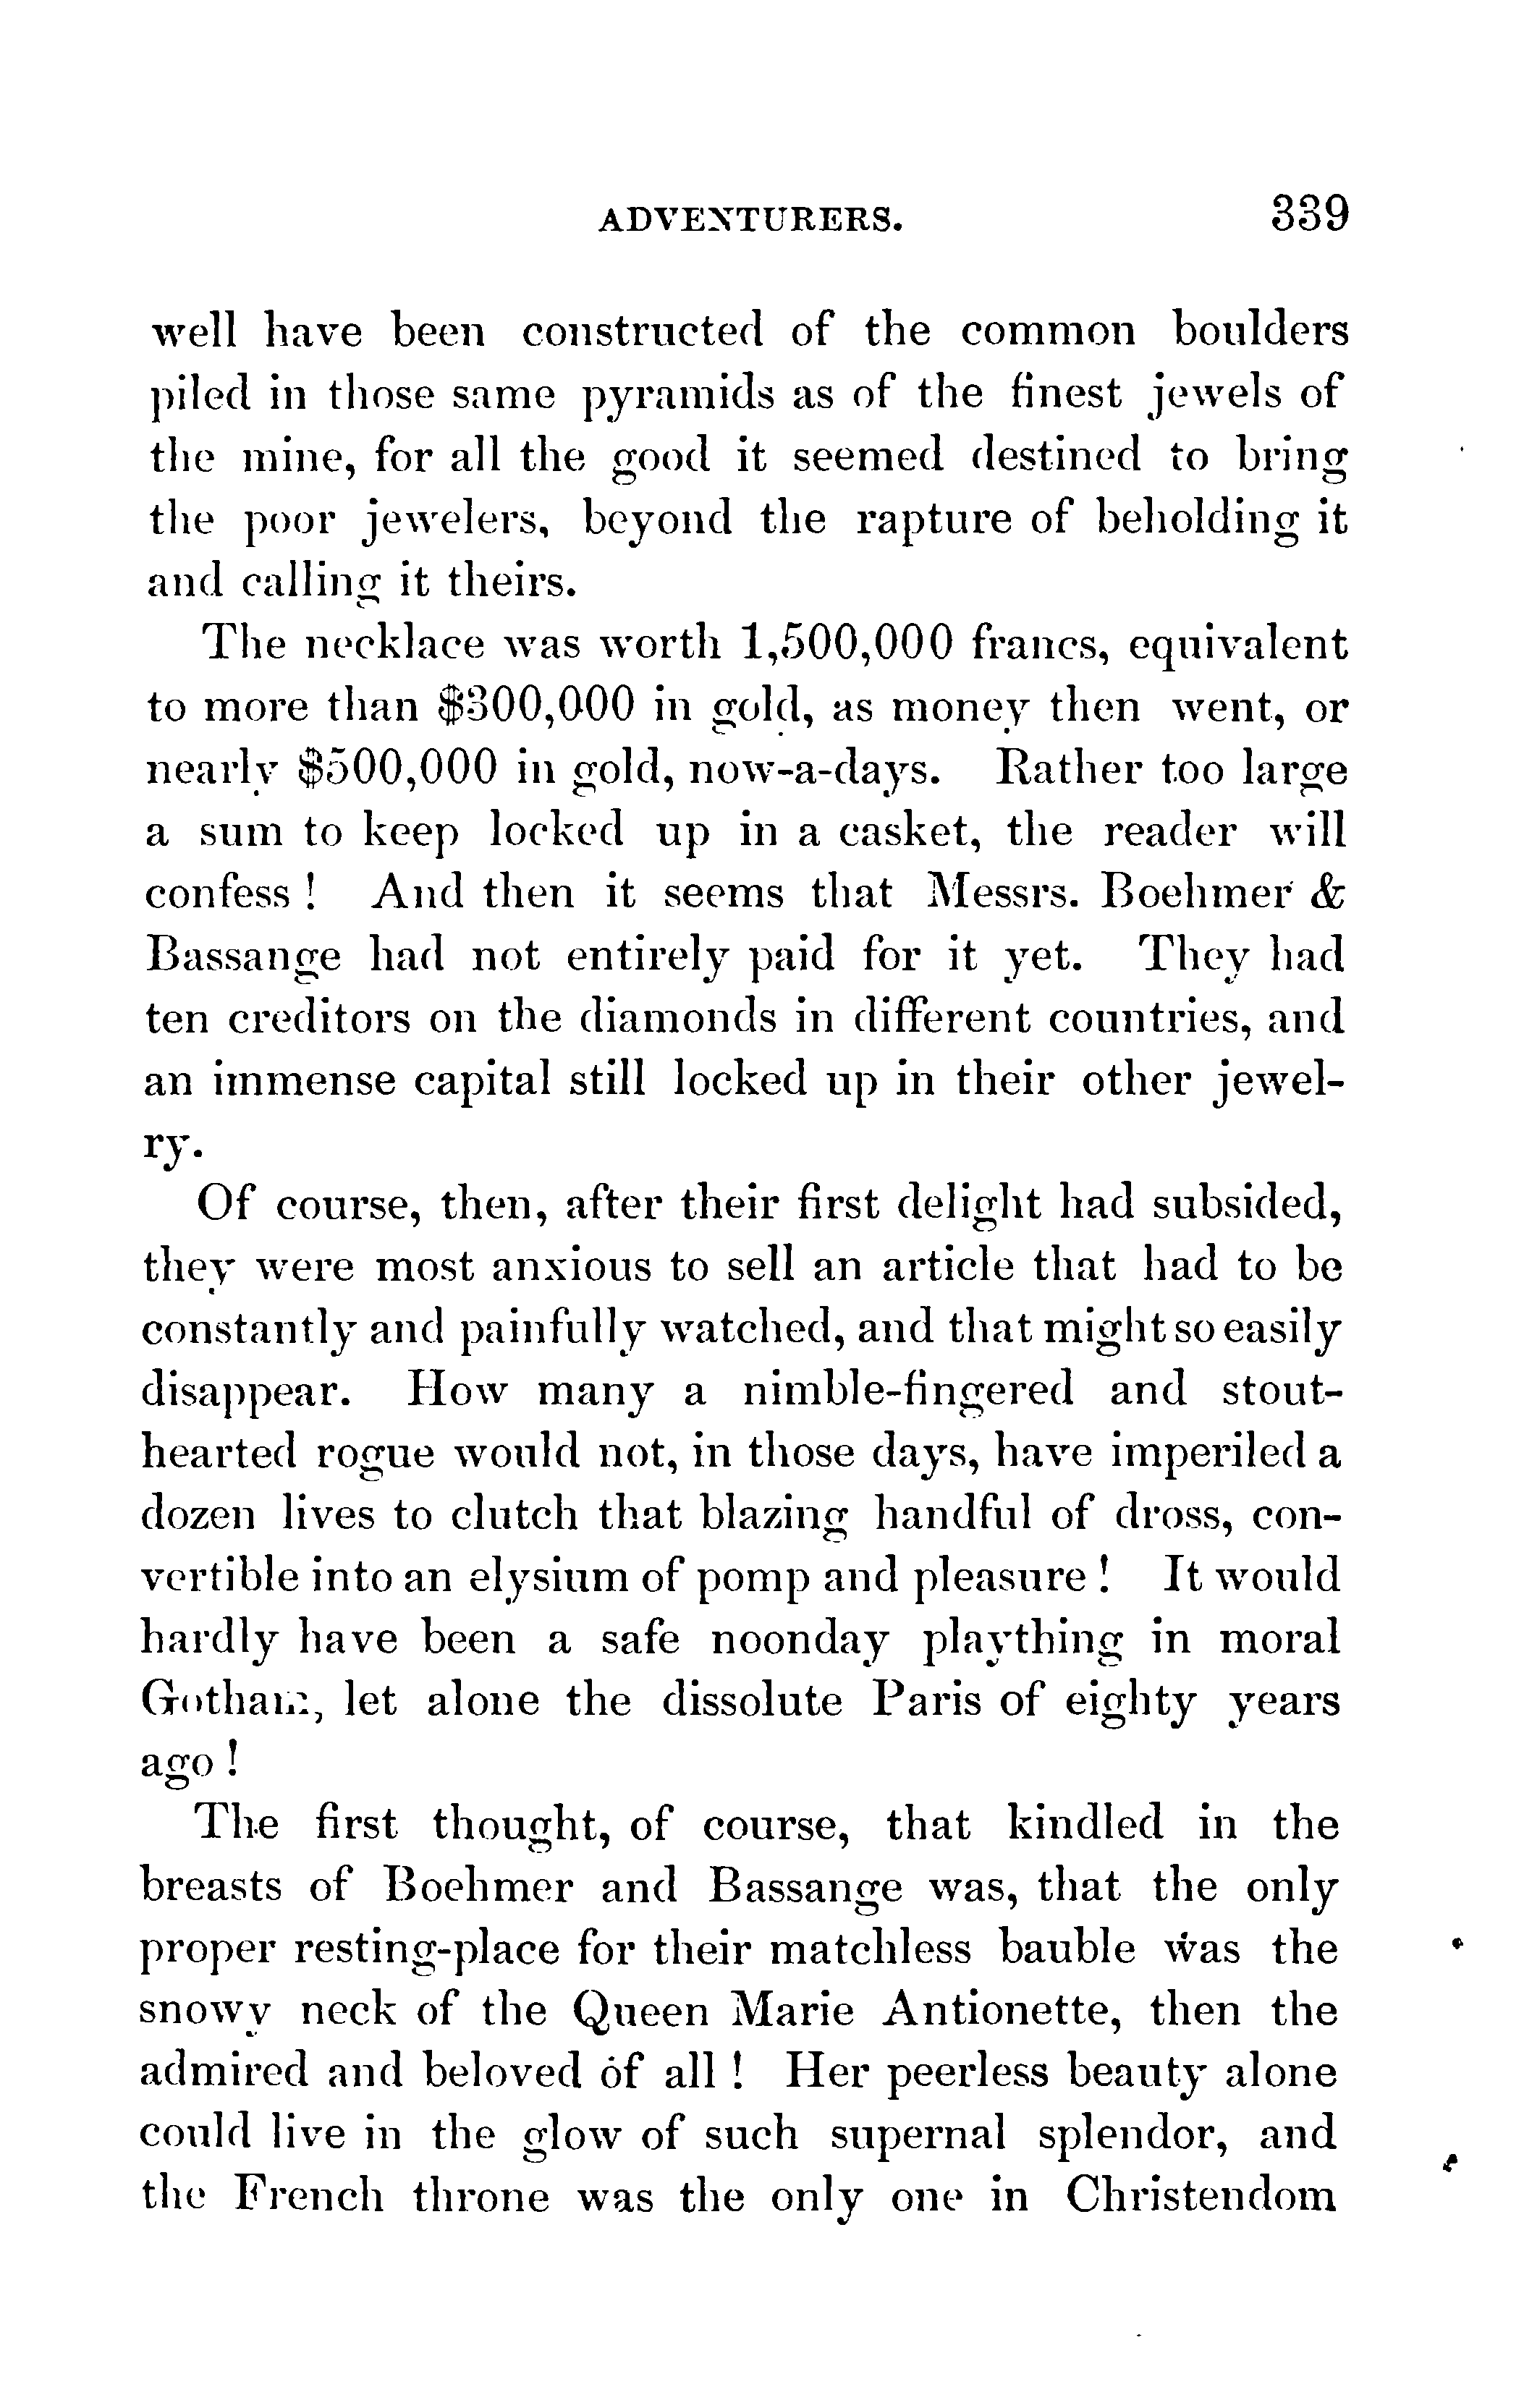 ADVENTURERS. 339
well have been constructed of the common boulders
piled in those same pyramids as of the finest jewels of
the mine, for all the good it seemed destined to bring
the poor jewelers, beyond the rapture of beholding it
and calling it theirs.
The necklace was worth 1,500,000 francs, equivalent
to more than $300,000 in gold, as money then went, or
nearly $500,000 in gold, now-a-days. Rather too large
a sum to keep locked up in a casket, the reader will
confess ! And then it seems that Messrs. Boehmer &
Bassange had not entirely paid for it yet. They had
ten creditors on the diamonds in different countries, and
an immense capital still locked up in their other jewel-
ry.
Of course, then, after their first delight had subsided,
they were most anxious to sell an article that had to be
constantly and painfully watched, and that might so easily
disappear. How many a nimble-fingered and stout-
hearted rogue would not, in those days, have imperiled a
dozen lives to clutch that blazing handful of dross, con-
vertible into an elysium of pomp and pleasure ! It would
hardly have been a safe noonday plaything in moral
Gotham, let alone the dissolute Paris of eighty years
ago !
The first thought, of course, that kindled in the
breasts of Boehmer and Bassange was, that the only
proper resting-place for their matchless bauble was the
snowy neck of the Queen Marie Antionette, then the
admired and beloved of all ! Her peerless beauty alone
could live in the glow of such supernal splendor, and
the French throne was the only one in Christendom